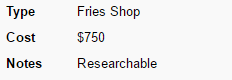 Type Fries Shop
Cost $750
Notes Researchable